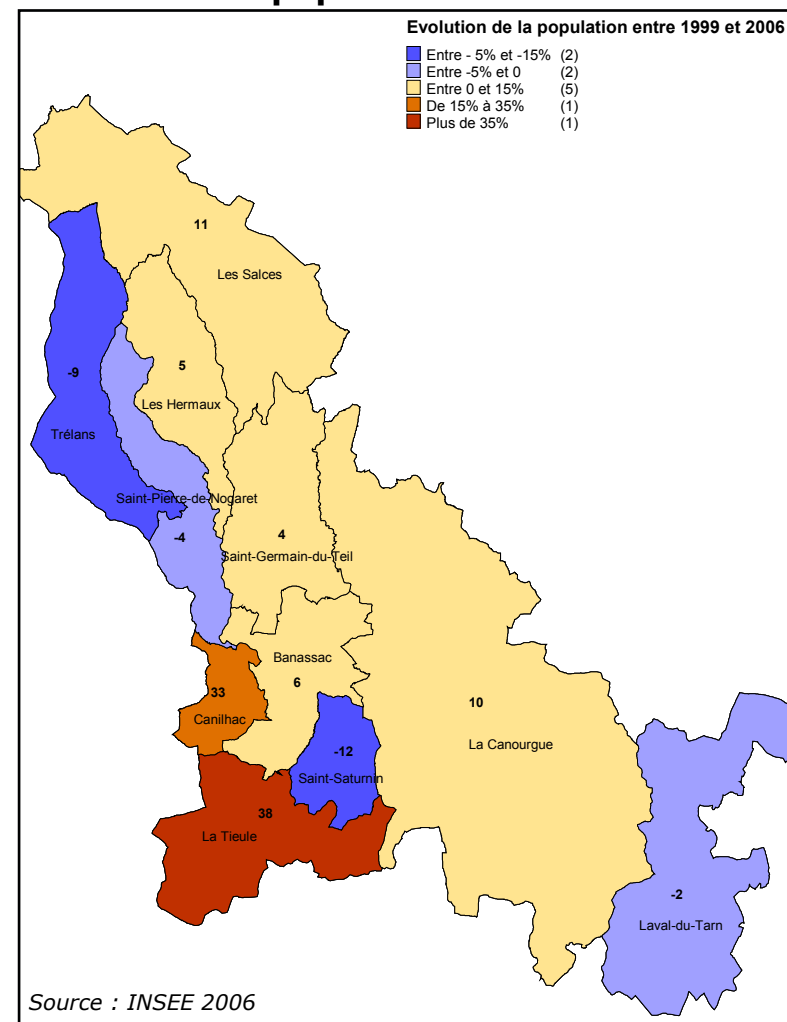 Evolution de la population entre 1999 et 2006
Entre - 5% et -15% (2)
Entre -5% et 0 (2)
Entre 0 et 15% (5)
De 15% à 35% (1)
Plus de 35% (1)
11
Les Salces
5
-9
Les Hermaux
Trélans
Saint-Pierre-de-Nogaret
-4
4
Saint-Germain-du-Teil
Banassac
6
33
Canilhac
10
La Canourgue
-12
Saint-Saturnin
38
La Tieule
-2
Laval-du-Tarn
Source : INSEE 2006